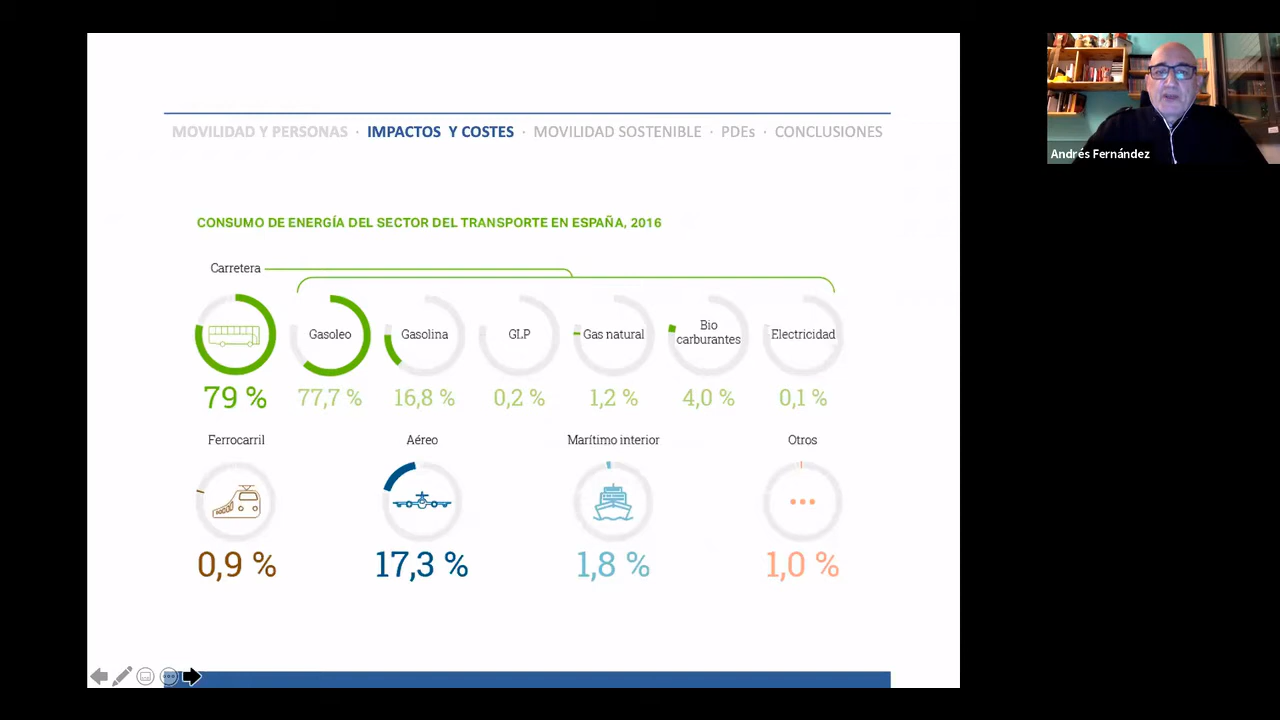 MOVILIDAD Y PERSONAS · IMPACTOS Y COSTES · MOVILIDAD SOSTENIBLE · PDEs · CONCLUSIONES
Andrés Fernández
CONSUMO DE ENERGÍA DEL SECTOR DEL TRANSPORTE EN ESPAÑA, 2016
Carretera
Gasoleo
Gasolina
GLP
Gas natural
Bio
carburantes
Electricidad
79 %
77,7 %
16,8 %
0,2 %
1,2 %
4,0 %
0,1 %
Ferrocarril
Aéreo
Marítimo interior
Otros
0,9 %
17,3 %
1,8 %
1,0 %